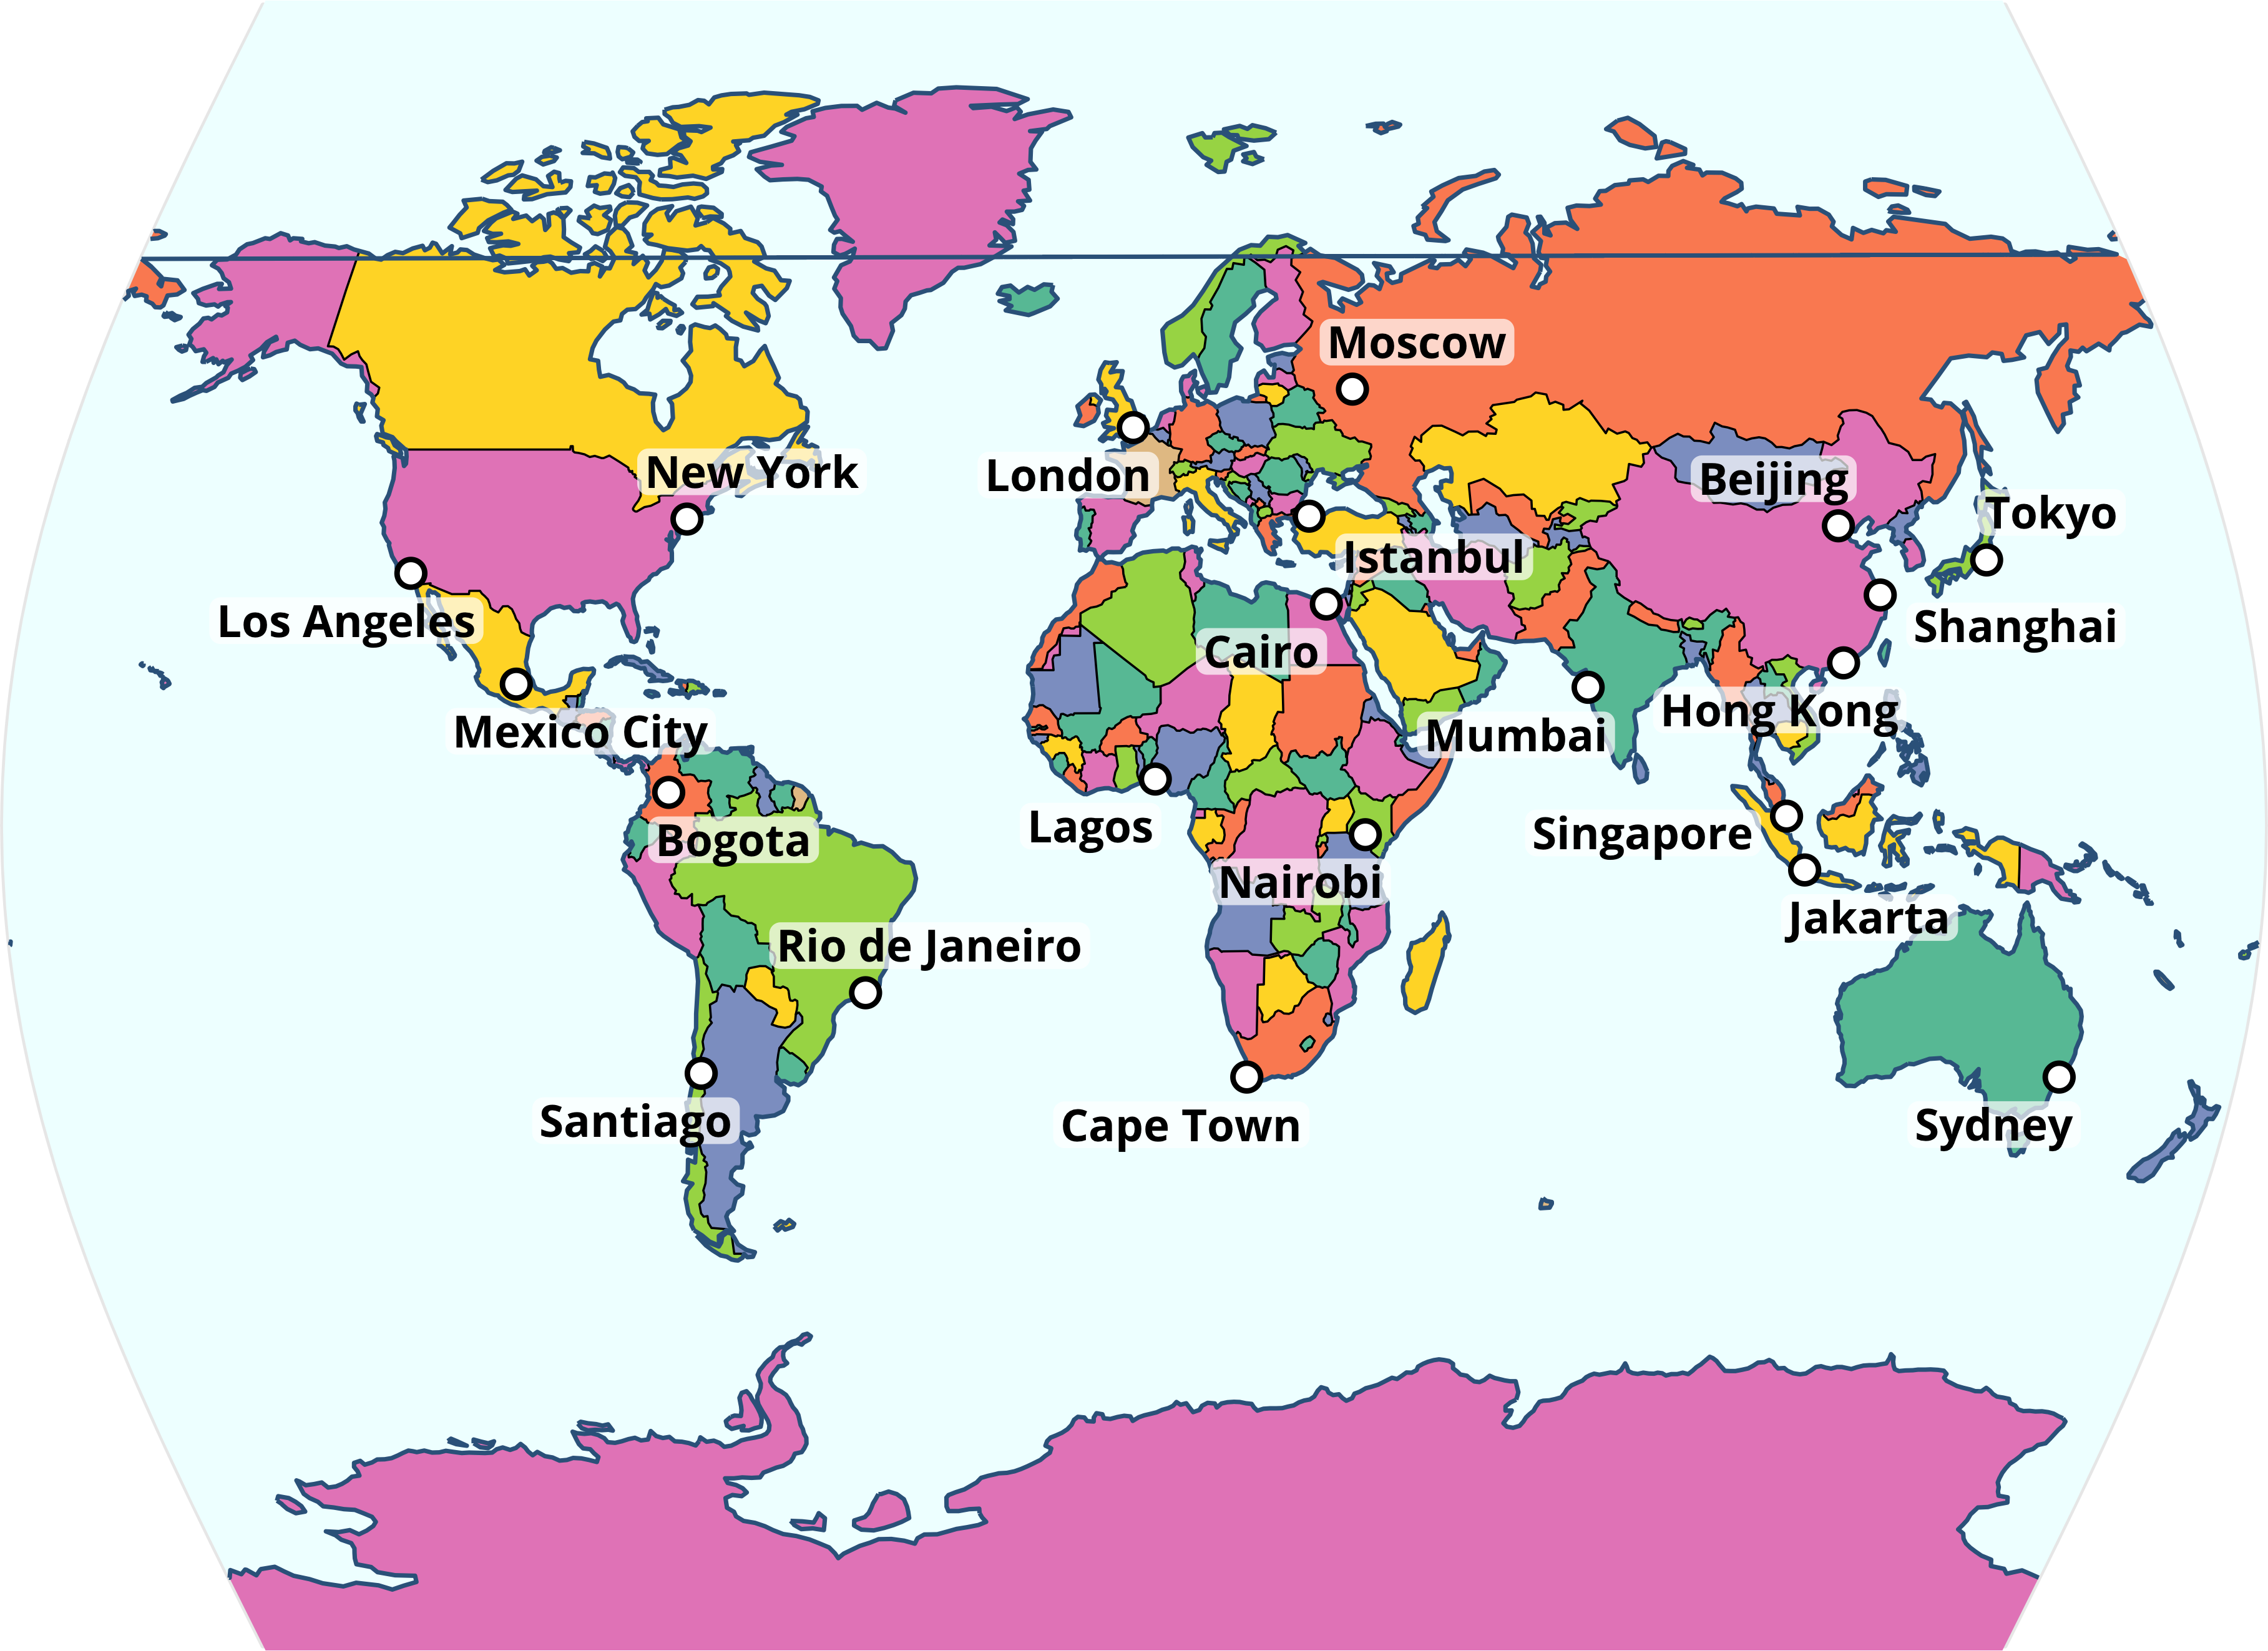 Moscow
New York
London
Beijing
Tokyo
Istanbul
Los Angeles
Shanghai
Cairo
Mexico City
Mumbai
Hong Kong
Lagos
Singapore
Bogota
Nairobi
Jakarta
Rio de Janeiro
Santiago
Cape Town
Sydney